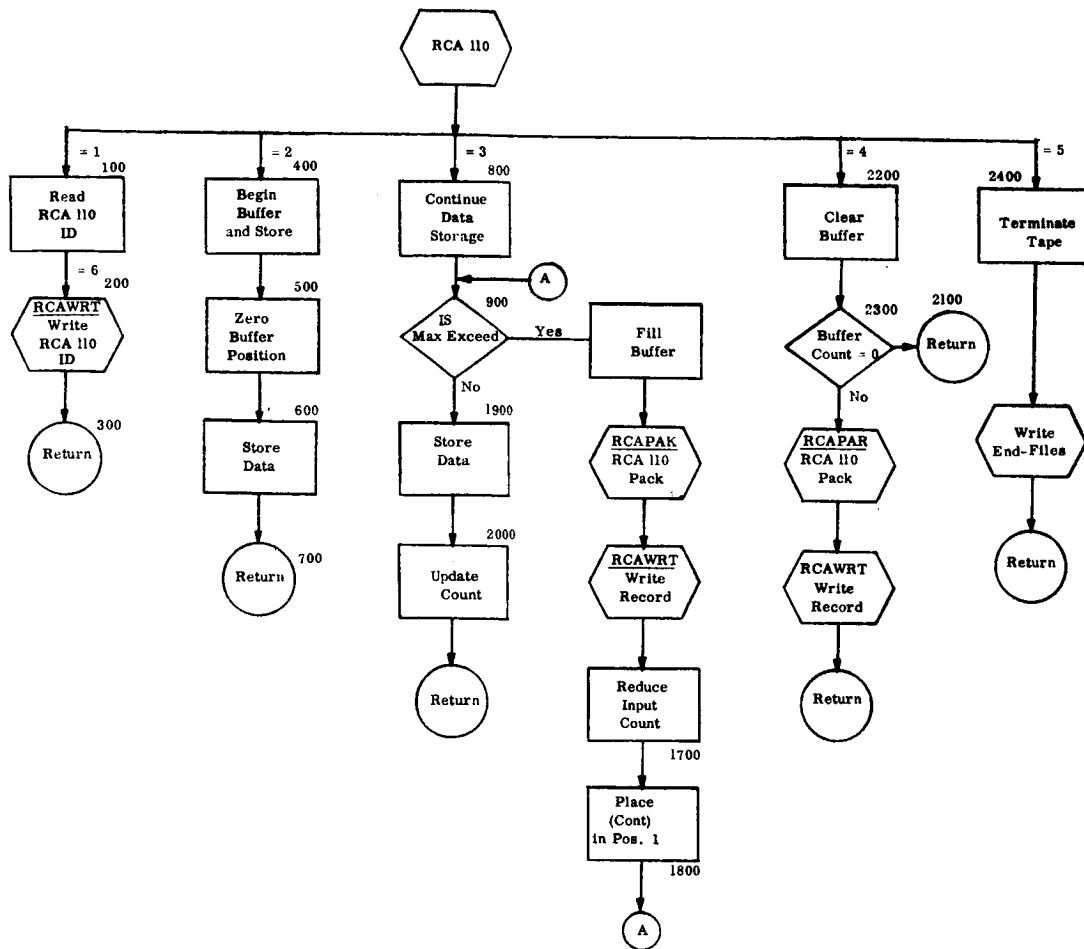 RCA 110
= 1
100
Read
RCA 110
ID
= 6
200
RCAWRT
Write
RCA 110
ID
300
Return
= 2
400
Begin
Buffer
and Store
500
Zero
Buffer
Position
600
Store
Data
700
Return
= 3
800
Continue
Data
Storage
A
900
IS
Max Exceed
Yes
No
1900
Store
Data
2000
Update
Count
Return
Fill
Buffer
RCAPAK
RCA 110
Pack
RCAWRT
Write
Record
Reduce
Input
Count
1700
Place
(Cont)
in Pos. 1
1800
A
=4
2200
Clear
Buffer
2300
Buffer
Count = 0
2100
Return
No
RCAPAR
RCA 110
Pack
RCAWRT
Write
Record
Return
= 5
2400
Terminate
Tape
Write
End-Files
Return